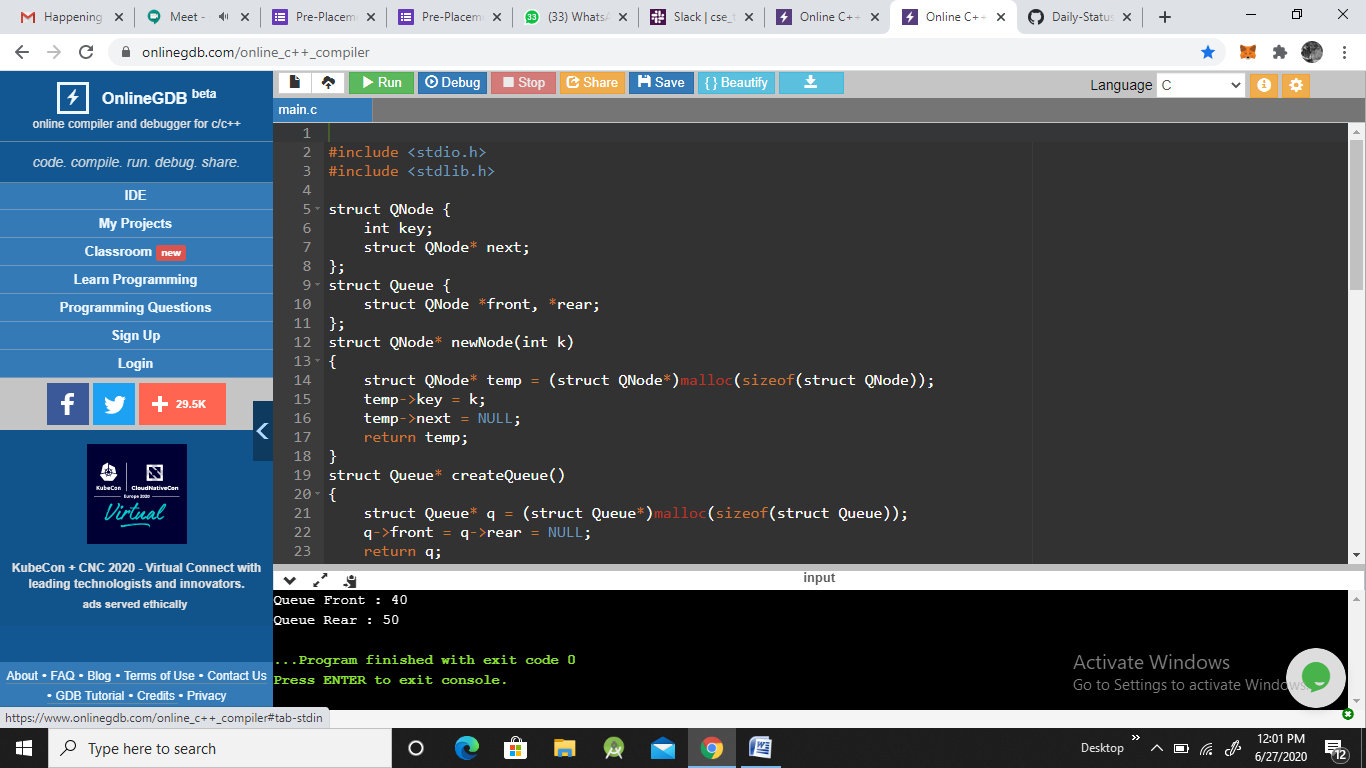 Happening
Meet -
Pre-Placem
Pre-Placem
(33) WhatsA
Slack | cse_
Online C++
Online C++
Daily-Status
onlinegdb.com/online_c++_compiler
OnlineGDB beta
online compiler and debugger for c/c++
code. compile. run. debug. share.
IDE
My Projects
Classroom new
Learn Programming
Programming Questions
Sign Up
Login
29.5K
KubeCon CloudNativeCon
Europe 2020
Virtual
KubeCon + CNC 2020 - Virtual Connect with
leading technologists and innovators.
ads served ethically
About • FAQ • Blog • Terms of Use • Contact Us
• GDB Tutorial • Credits • Privacy
https://www.onlinegdb.com/online_c++_compiler#tab-stdin
Run Debug Stop Share Save { } Beautify
Language C
main.c
1
2 #include <stdio.h>
3 #include <stdlib.h>
4
5 struct QNode {
6 int key;
7 struct QNode* next;
8 };
9 struct Queue {
10 struct QNode *front, *rear;
11 };
12 struct QNode* newNode(int k)
13 {
14 struct QNode* temp = (struct QNode*)malloc(sizeof(struct QNode));
15 temp->key = k;
16 temp->next = NULL;
17 return temp;
18 }
19 struct Queue* createQueue()
20 {
21 struct Queue* q = (struct Queue*)malloc(sizeof(struct Queue));
22 q->front = q->rear = NULL;
23 return q;
input
Queue Front : 40
Queue Rear : 50
...Program finished with exit code 0
Press ENTER to exit console.
Activate Windows
Go to Settings to activate Windows.
Type here to search
Desktop
12:01 PM
6/27/2020
12